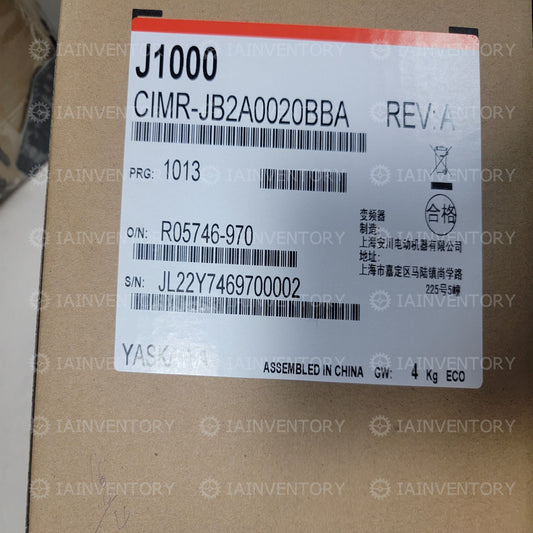 J1000
CIMR-JB2A0020BBA
REV: A
PRG: 1013
合格
O/N: R05746-970
变频器
制造:
上海安川电动机器有限公司
地址:
上海市嘉定区马陆镇尚学路
225号5幢
S/N: JL22Y7469700002
ASSEMBLED IN CHINA GW: 4 Kg ECO
IAINVENTORY